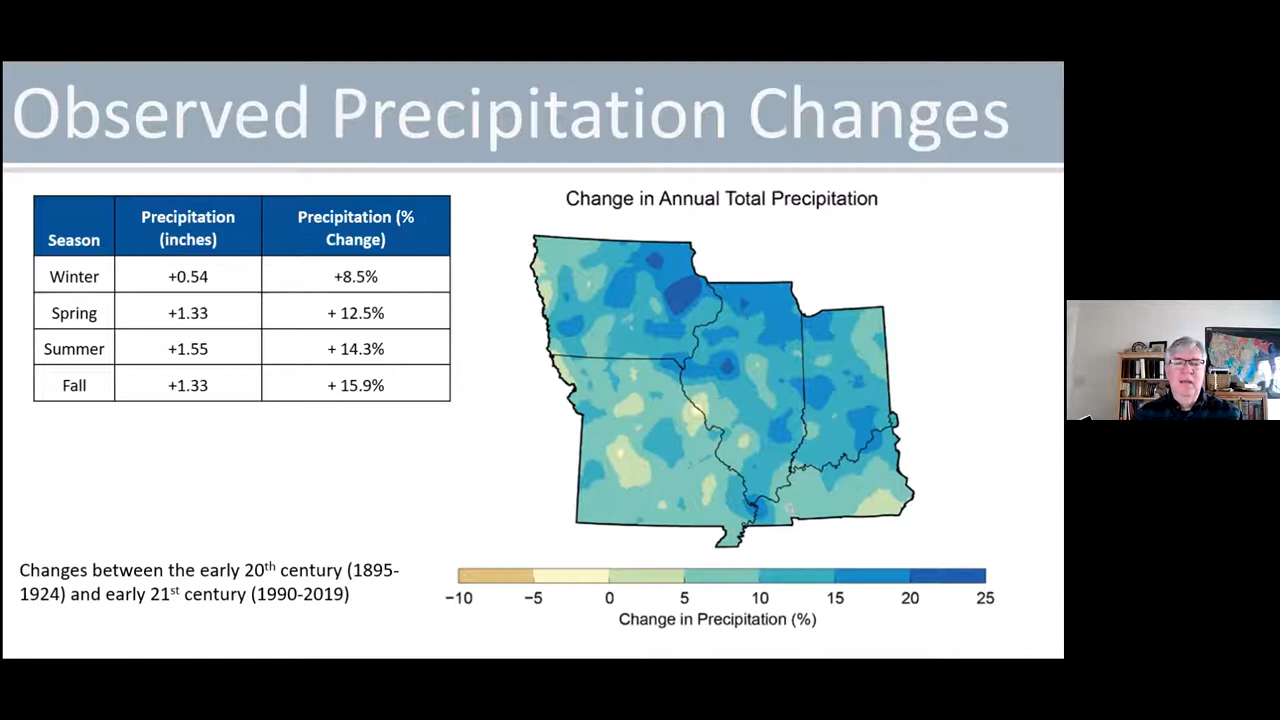 Observed Precipitation Changes
Season
Precipitation
(inches)
Precipitation (%
Change)
Winter
+0.54
+8.5%
Spring
+1.33
+ 12.5%
Summer
+1.55
+ 14.3%
Fall
+1.33
+ 15.9%
Changes between the early 20th century (1895-
1924) and early 21st century (1990-2019)
Change in Annual Total Precipitation
−10 −5 0 5 10 15 20 25
Change in Precipitation (%)